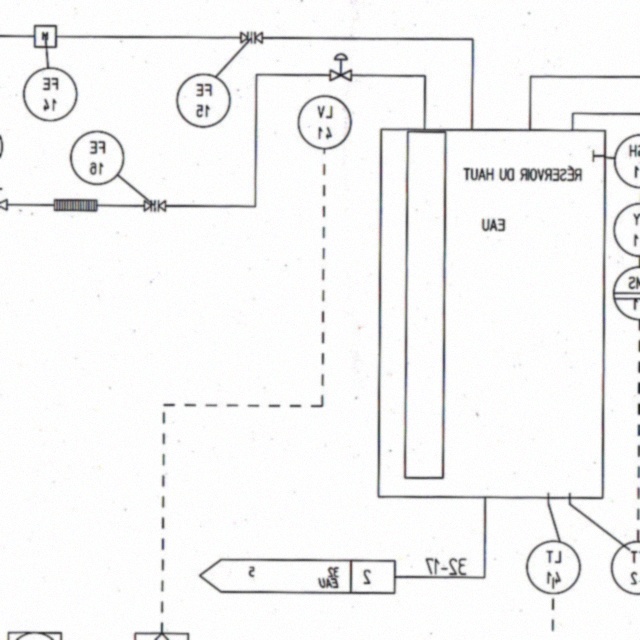 M
FE
14
FE
15
LV
41
FE
16
RÉSERVOIR DU HAUT
EAU
32-17
2
32
EAU
5
LT
41